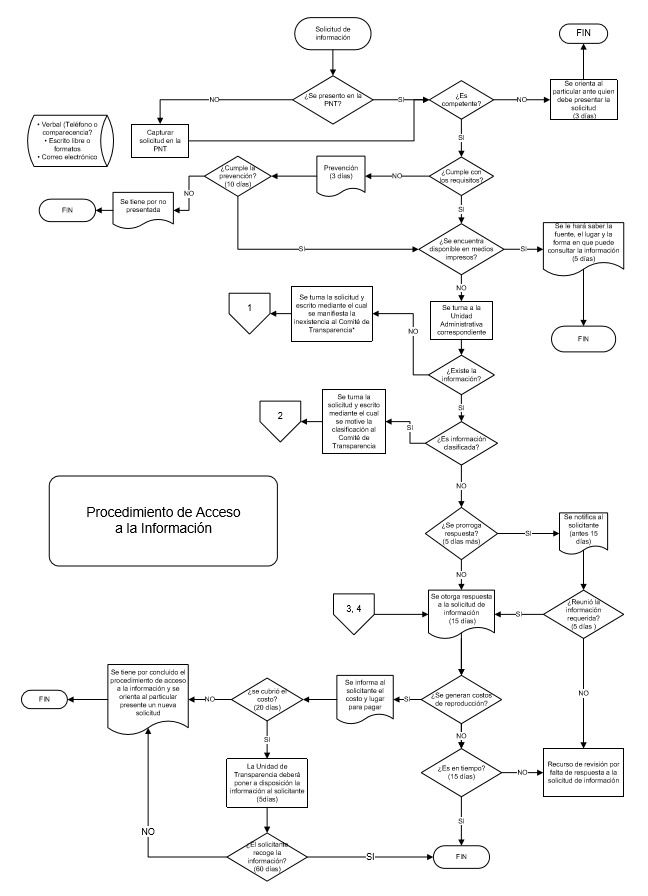 Solicitud de
información
FIN
¿Se presento en la
PNT?
NO
SI
¿Es
competente?
NO
Se orienta al
particular ante quien
debe presentar la
solicitud
(3 días)
• Verbal (Teléfono o
comparecencia?
• Escrito libre o
formatos
• Correo electrónico
Capturar
solicitud en la
PNT
SI
¿Cumple la
prevención?
(10 días)
Prevención
(3 días)
NO
¿Cumple con
los requisitos?
NO
FIN
Se tiene por no
presentada
SI
SI
¿Se encuentra
disponible en medios
impresos?
SI
Se le hará saber la
fuente, el lugar y la
forma en que puede
consultar la información
(5 días)
NO
1
Se turna la solicitud y
escrito mediante el cual
se manifiesta la
inexistencia al Comité de
Transparencia*
Se turna a la
Unidad
Administrativa
correspondiente
FIN
NO
¿Existe la
información?
SI
2
Se turna la
solicitud y escrito
mediante el cual
se motive la
clasificación al
Comité de
Transparencia
SI
¿Es información
clasificada?
NO
Procedimiento de Acceso
a la Información
¿Se prorroga
respuesta?
(5 días más)
SI
Se notifica al
solicitante
(antes 15
días)
NO
3, 4
Se otorga respuesta
a la solicitud de
información
(15 días)
SI
¿Reunió la
información
requerida?
(5 días )
NO
FIN
Se tiene por concluido el
procedimiento de acceso
a la información y se
orienta al particular
presente un nueva
solicitud
NO
¿se cubrió el
costo?
(20 días)
Se informa al
solicitante el
costo y lugar
para pagar
SI
¿Se generan costos
de reproducción?
SI
NO
La Unidad de
Transparencia deberá
poner a disposición la
información al solicitante
(5días)
¿Es en tiempo?
(15 días)
NO
Recurso de revisión por
falta de respuesta a la
solicitud de información
NO
SI
¿El solicitante
recoge la
información?
(60 días)
SI
FIN